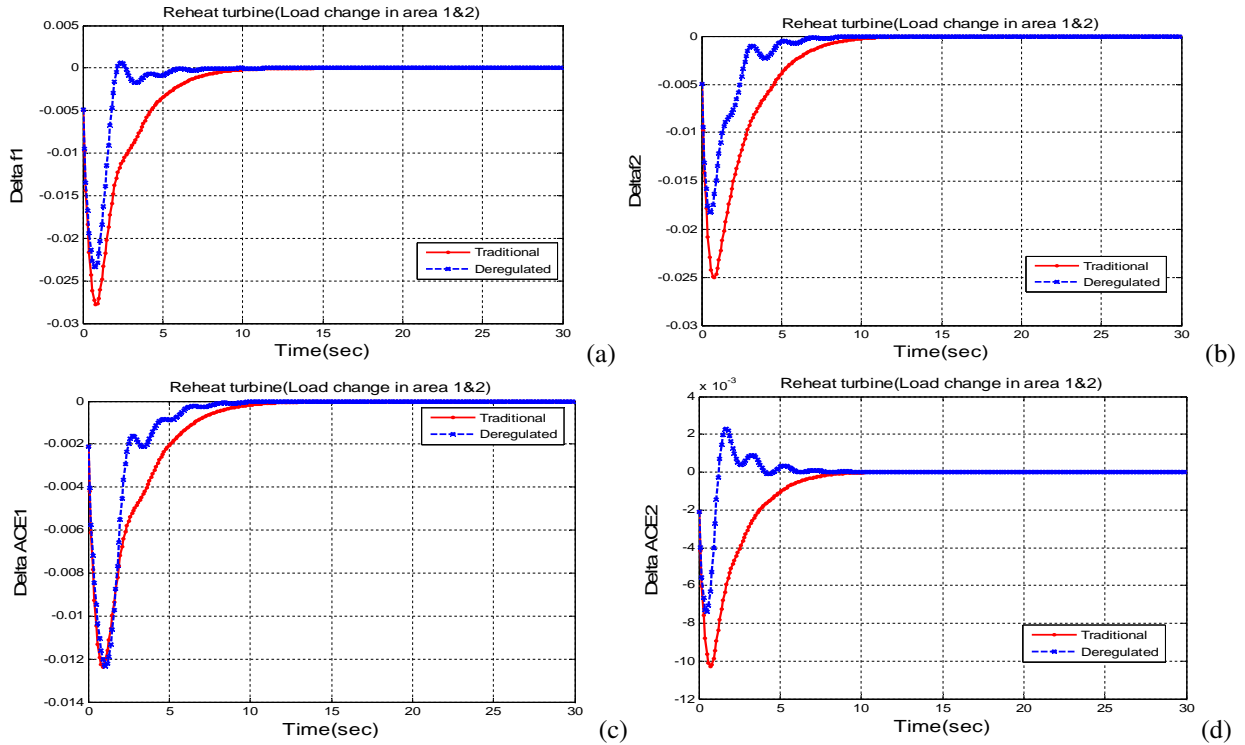 Reheat turbine(Load change in area 1&2)
0.005
0
-0.005
-0.01
-0.015
-0.02
-0.025
-0.03
Delta f1
0 5 10 15 20 25 30
Time(sec)
Traditional
Deregulated
(a)
Reheat turbine(Load change in area 1&2)
0
-0.005
-0.01
-0.015
-0.02
-0.025
-0.03
Deltaf2
0 5 10 15 20 25 30
Time(sec)
Traditional
Deregulated
(b)
Reheat turbine(Load change in area 1&2)
0
-0.002
-0.004
-0.006
-0.008
-0.01
-0.012
-0.014
Delta ACE1
0 5 10 15 20 25 30
Time(sec)
Traditional
Deregulated
(c)
Reheat turbine(Load change in area 1&2)
x 10-3
4
2
0
-2
-4
-6
-8
-10
-12
Delta ACE2
0 5 10 15 20 25 30
Time(sec)
Traditional
Deregulated
(d)